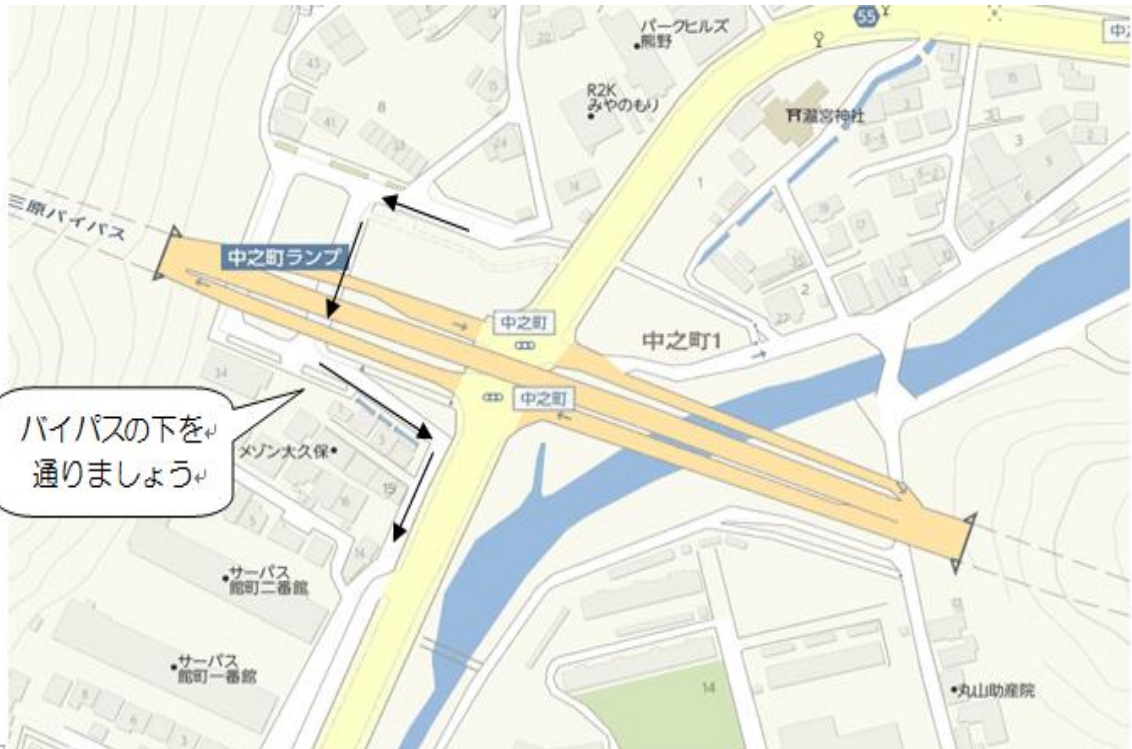 パークヒルズ
熊野
55
中
R2K
みやのもり
瀧宮神社
三原バイパス
中之町ランプ
中之町
中之町1
中之町
バイパスの下を
通りましょう
メゾン大久保
サーパス
館町二番館
サーパス
館町一番館
14
丸山助産院